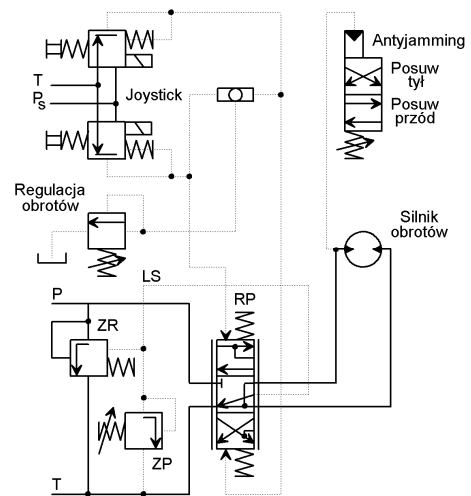 Antyjamming
Posuw
tył
Posuw
przód
T
Ps
Joystick
Regulacja
obrotów
Silnik
obrotów
LS
P
RP
ZR
ZP
T